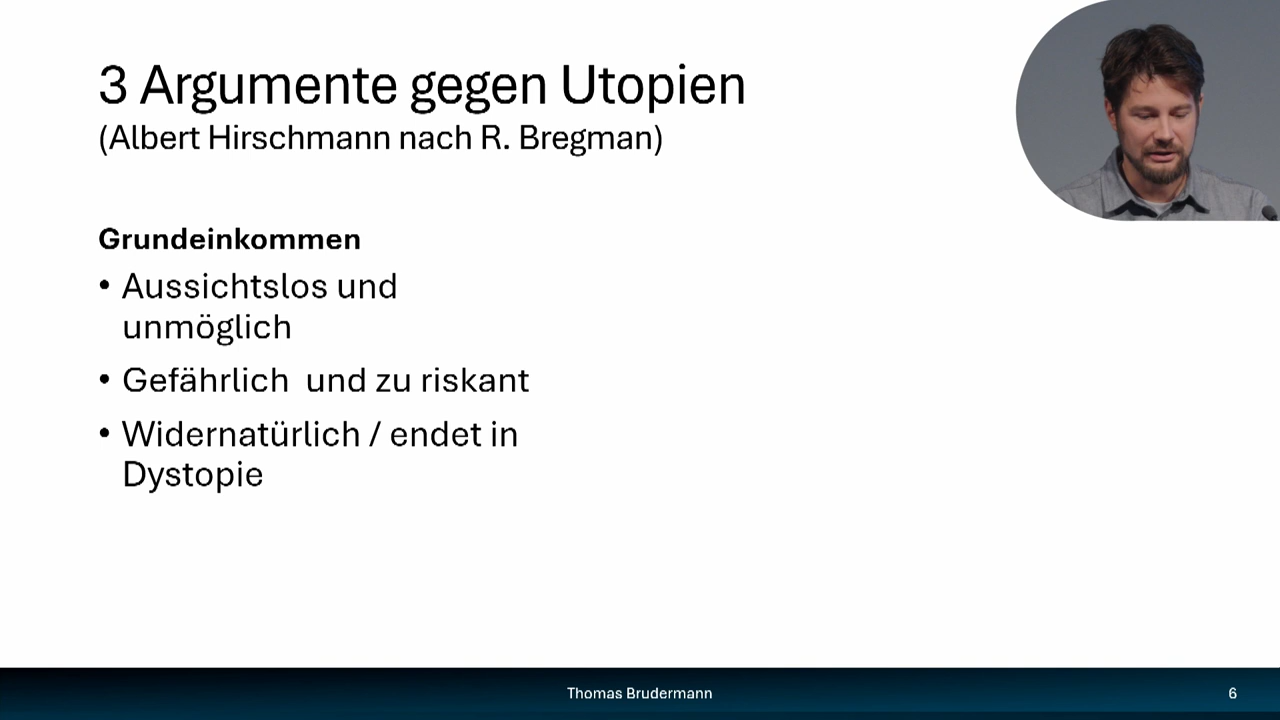 3 Argumente gegen Utopien
(Albert Hirschmann nach R. Bregman)
Grundeinkommen
• Aussichtslos und
unmöglich
• Gefährlich  und zu riskant
• Widernatürlich / endet in
Dystopie
Thomas Brudermann
6